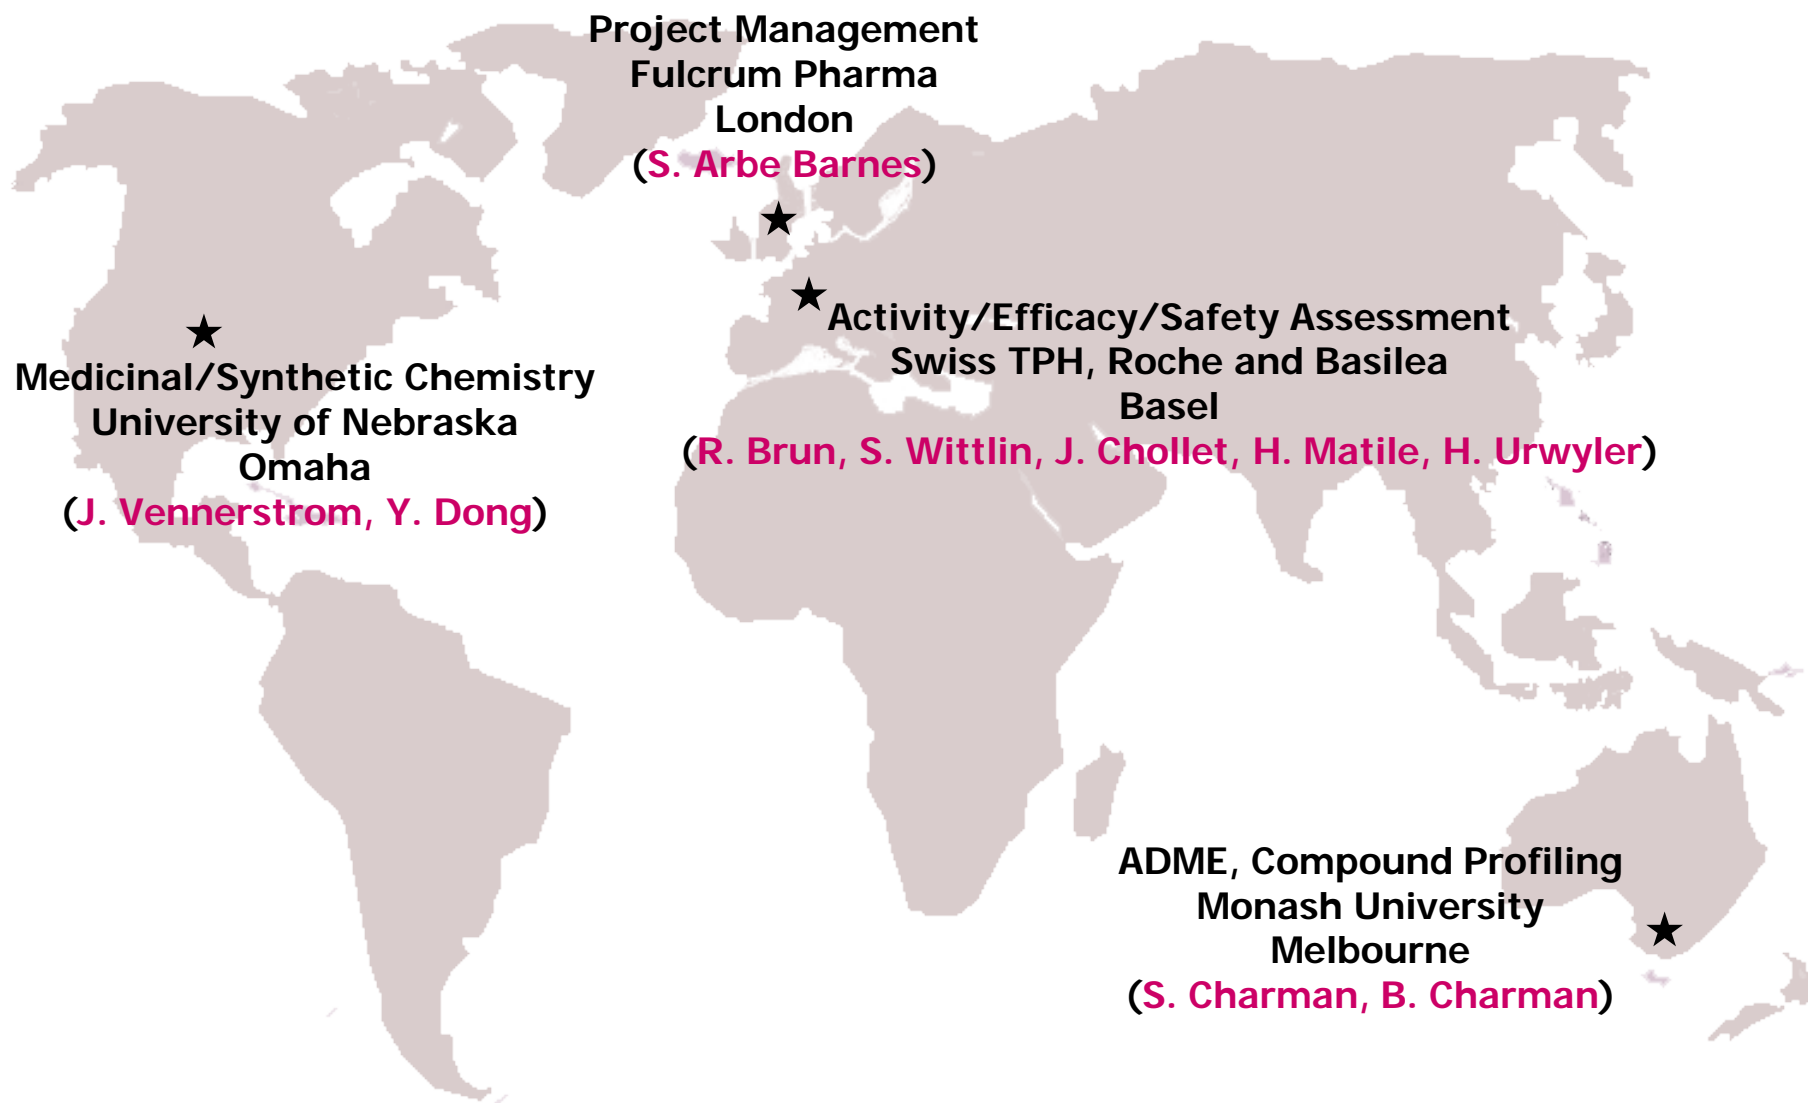 Project Management
Fulcrum Pharma
London
(S. Arbe Barnes)
Activity/Efficacy/Safety Assessment
Swiss TPH, Roche and Basilea
Basel
(R. Brun, S. Wittlin, J. Chollet, H. Matile, H. Urwyler)
Medicinal/Synthetic Chemistry
University of Nebraska
Omaha
(J. Vennerstrom, Y. Dong)
ADME, Compound Profiling
Monash University
Melbourne
(S. Charman, B. Charman)